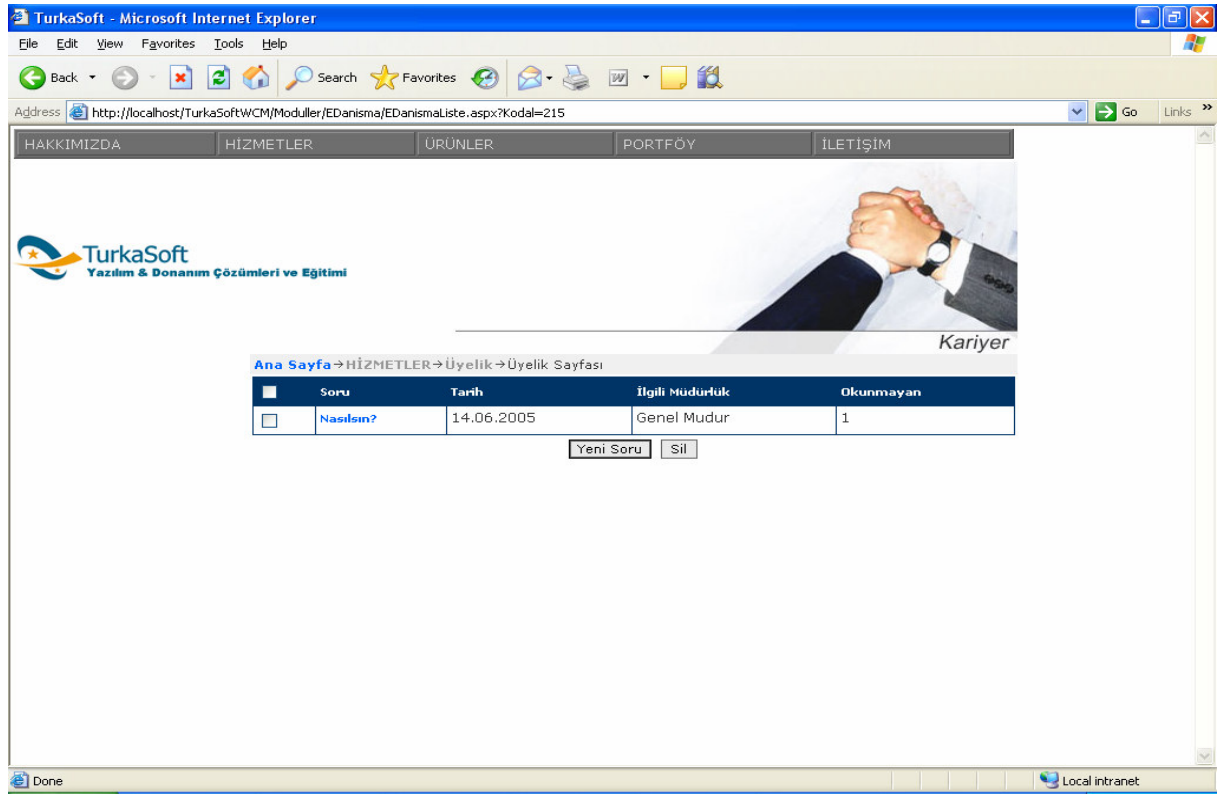 TurkaSoft - Microsoft Internet Explorer
File Edit View Favorites Tools Help
Back Search Favorites
Address http://localhost/TurkaSoftWCM/Moduller/EDanisma/EDanismaListe.aspx?Kodal=215 Go Links »
HAKKIMIZDA HİZMETLER ÜRÜNLER PORTFÖY İLETİŞİM
TurkaSoft
Yazılım & Donanım Çözümleri ve Eğitimi
Kariyer
Ana Sayfa→HİZMETLER→Üyelik→Üyelik Sayfası
Soru Tarih İlgili Müdürlük Okunmayan
Nasılsın? 14.06.2005 Genel Mudur 1
Yeni Soru Sil
Done Local intranet